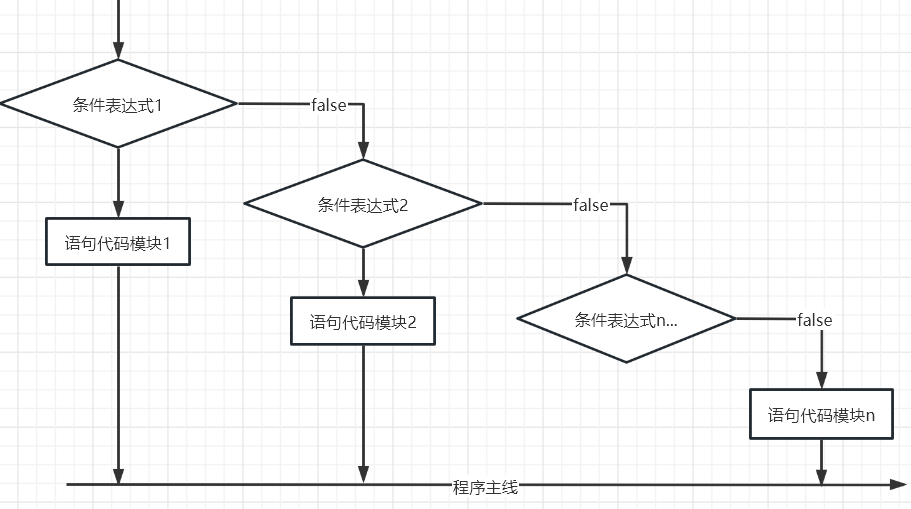 条件表达式1
false
条件表达式2
false
语句代码模块1
语句代码模块2
条件表达式n...
false
语句代码模块n
程序主线